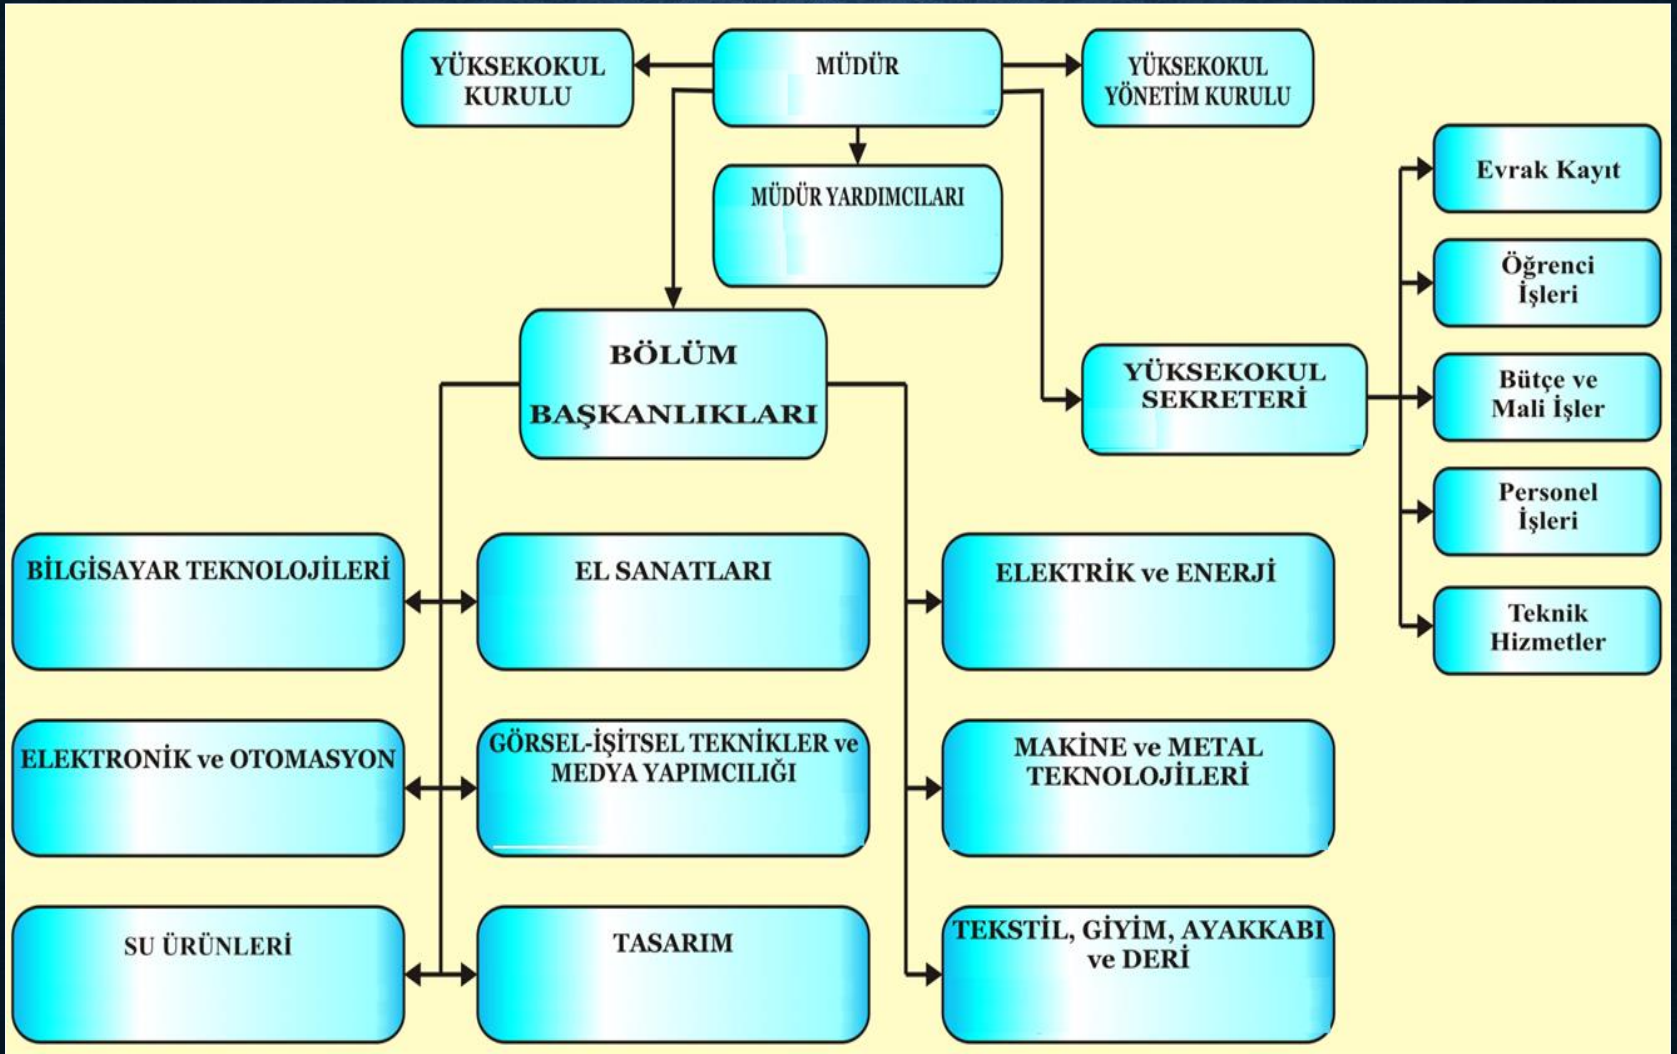 YÜKSEKOKUL
KURULU
MÜDÜR
YÜKSEKOKUL
YÖNETİM KURULU
MÜDÜR YARDIMCILARI
BÖLÜM
BAŞKANLIKLARI
YÜKSEKOKUL
SEKRETERİ
Evrak Kayıt
Öğrenci
İşleri
Bütçe ve
Mali İşler
Personel
İşleri
Teknik
Hizmetler
BİLGİSAYAR TEKNOLOJİLERİ
EL SANATLARI
ELEKTRİK ve ENERJİ
ELEKTRONİK ve OTOMASYON
GÖRSEL-İŞİTSEL TEKNİKLER ve
MEDYA YAPIMCILIĞI
MAKİNE ve METAL
TEKNOLOJİLERİ
SU ÜRÜNLERİ
TASARIM
TEKSTİL, GİYİM, AYAKKABI
ve DERİ